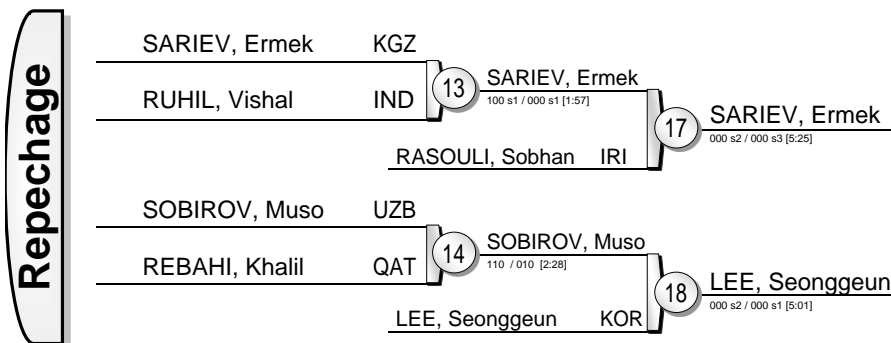 Repechage
SARIEV, Ermek KGZ
RUHIL, Vishal IND
13
SARIEV, Ermek
100 s1 / 000 s1 [1:57]
RASOULI, Sobhan IRI
17
SARIEV, Ermek
000 s2 / 000 s3 [5:25]
SOBIROV, Muso UZB
REBAHI, Khalil QAT
14
SOBIROV, Muso
110 / 010 [2:28]
LEE, Seonggeun KOR
18
LEE, Seonggeun
000 s2 / 000 s1 [5:01]